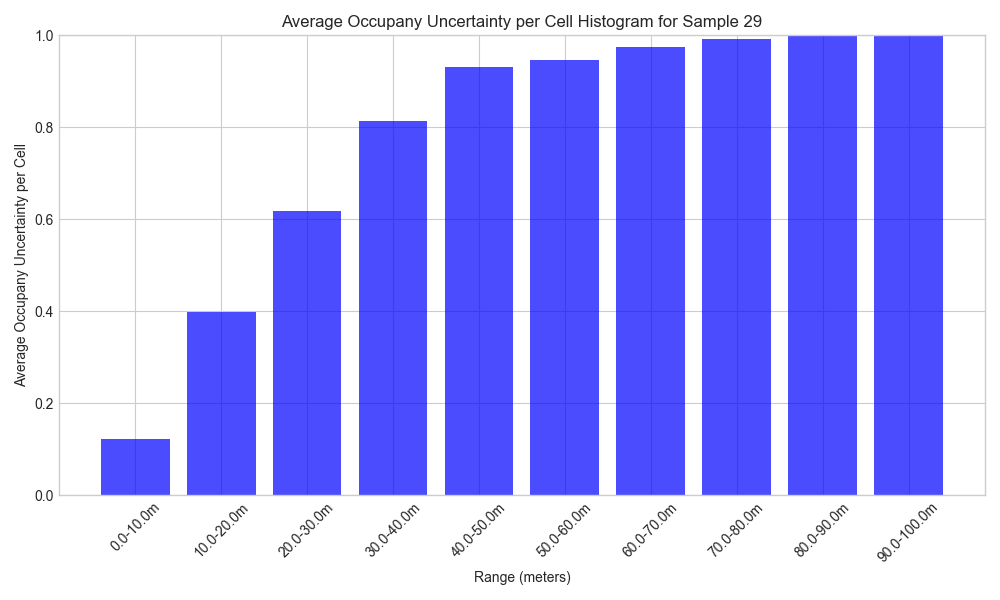 Average Occupany Uncertainty per Cell Histogram for Sample 29
Average Occupany Uncertainty per Cell
1.0
0.8
0.6
0.4
0.2
0.0
0.0-10.0m
10.0-20.0m
20.0-30.0m
30.0-40.0m
40.0-50.0m
50.0-60.0m
60.0-70.0m
70.0-80.0m
80.0-90.0m
90.0-100.0m
Range (meters)